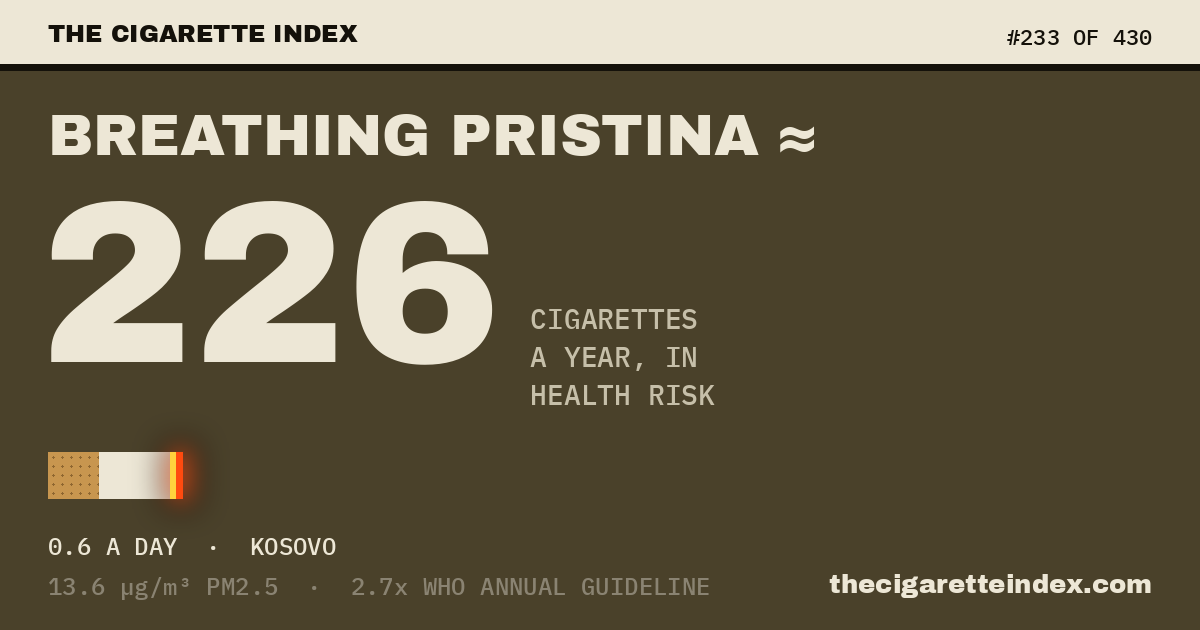 THE CIGARETTE INDEX
#233 OF 430
BREATHING PRISTINA ≈
226
CIGARETTES
A YEAR, IN
HEALTH RISK
0.6 A DAY · KOSOVO
13.6 µg/m³ PM2.5 · 2.7x WHO ANNUAL GUIDELINE
thecigaretteindex.com